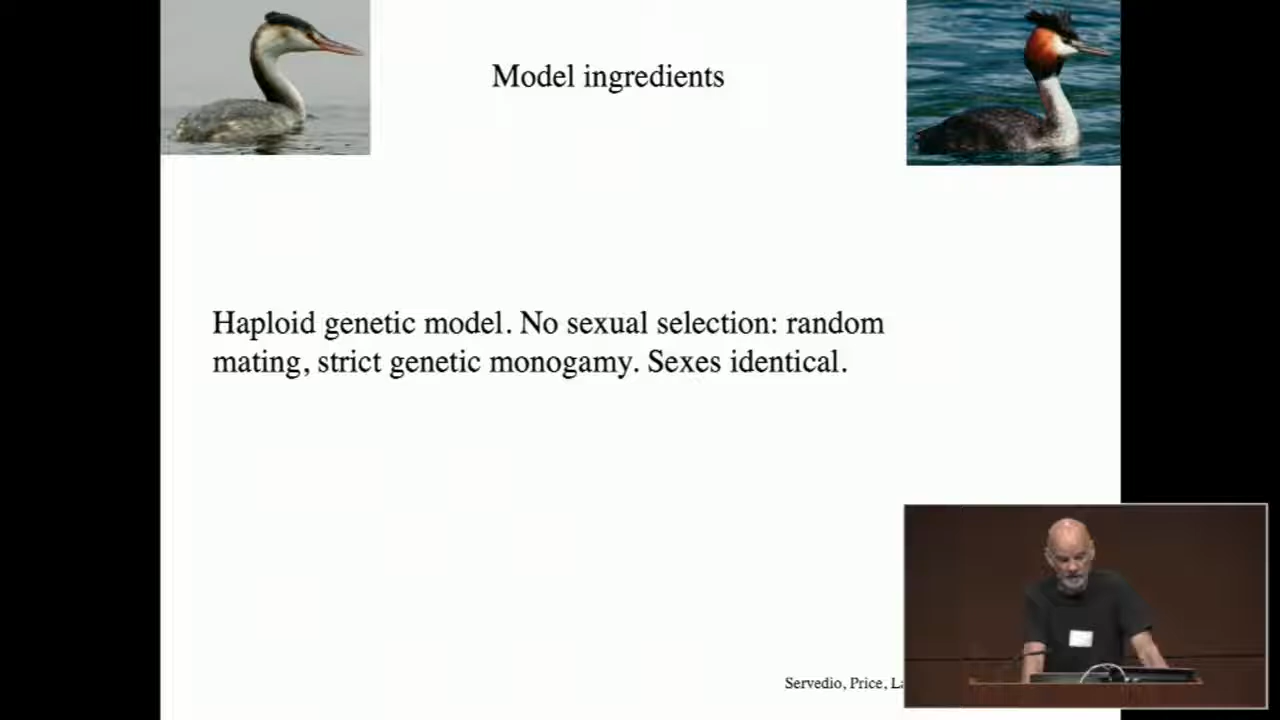 Model ingredients
Haploid genetic model. No sexual selection: random
mating, strict genetic monogamy. Sexes identical.
Servedio, Price,